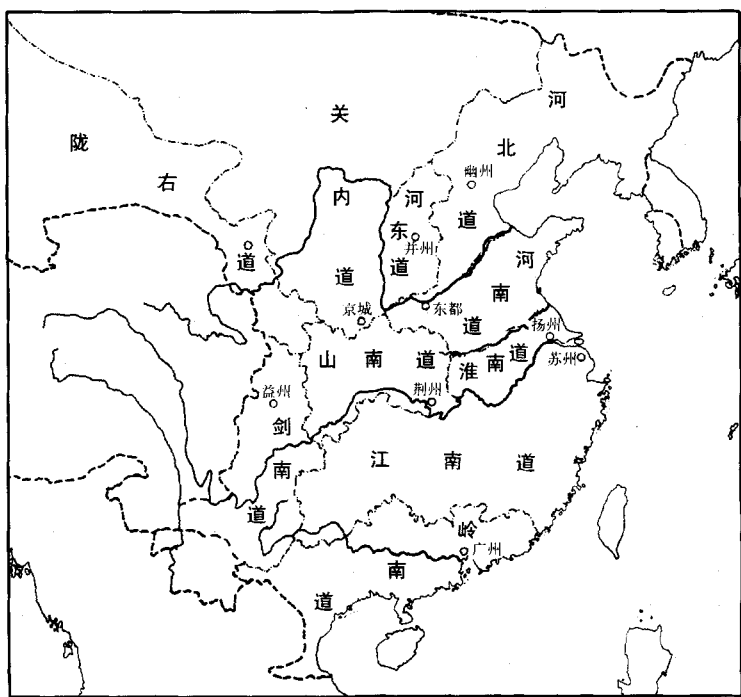 关内道
陇右道
河北道
幽州
河东道
并州
河南道
东都
京城
山南道
淮南道
扬州
苏州
荆州
益州
剑南道
江南道
岭南道
广州